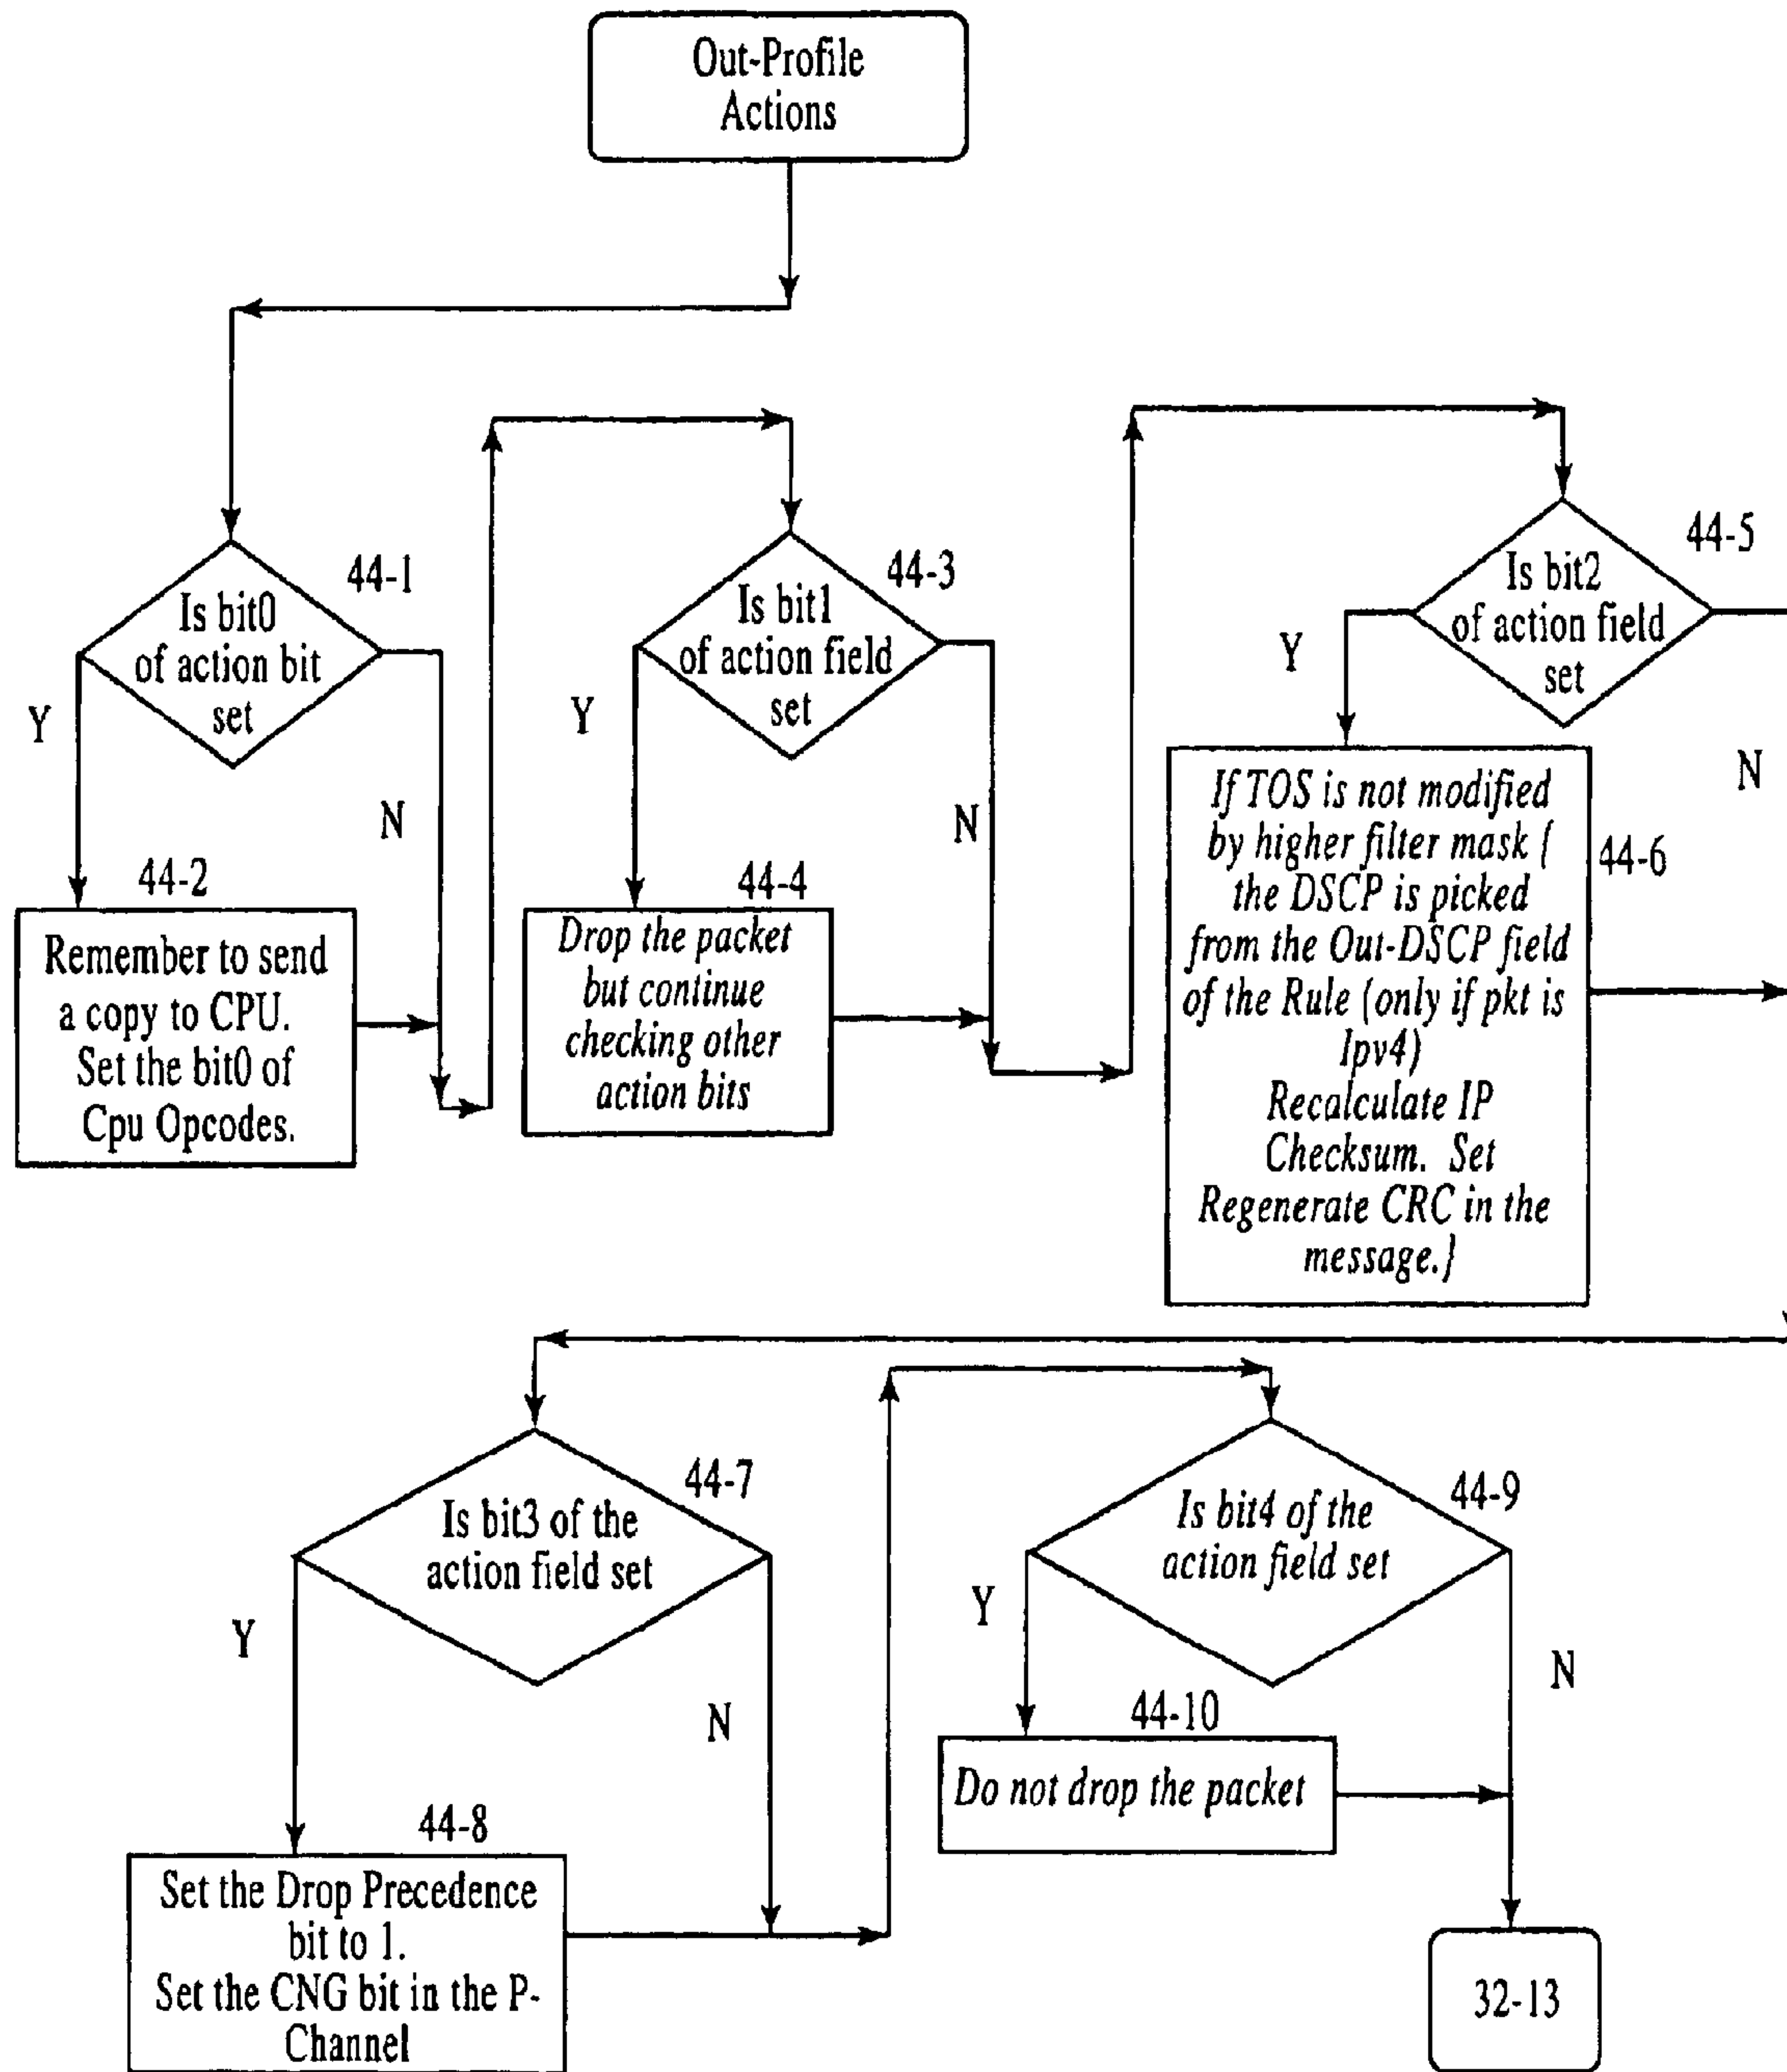 Out-Profile
Actions
44-1
Is bit0
of action bit
set
Y
N
44-2
Remember to send
a copy to CPU.
Set the bit0 of
Cpu Opcodes.
44-3
Is bit1
of action field
set
Y
N
44-4
Drop the packet
but continue
checking other
action bits
44-5
Is bit2
of action field
set
Y
N
44-6
If TOS is not modified
by higher filter mask {
the DSCP is picked
from the Out-DSCP field
of the Rule (only if pkt is
Ipv4)
Recalculate IP
Checksum. Set
Regenerate CRC in the
message.}
44-7
Is bit3 of the
action field set
Y
N
44-8
Set the Drop Precedence
bit to 1.
Set the CNG bit in the P-
Channel
44-9
Is bit4 of the
action field set
Y
N
44-10
Do not drop the packet
32-13